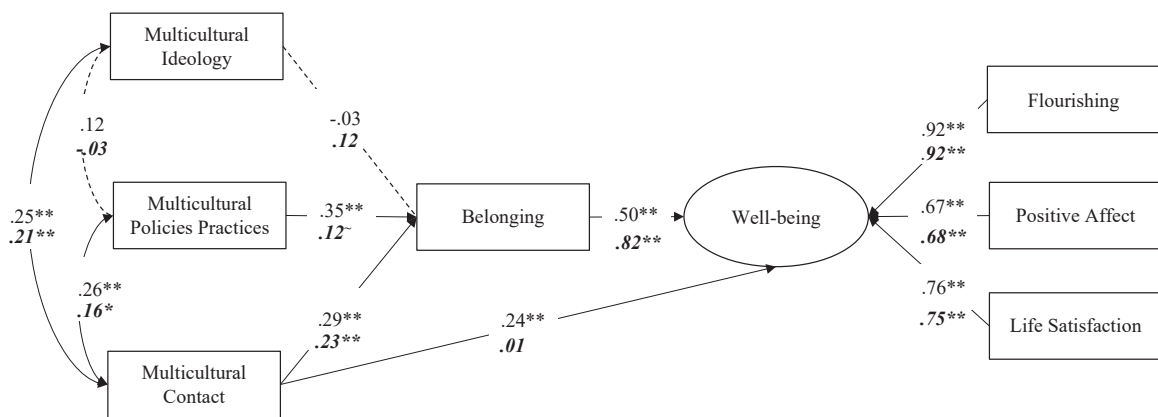 Multicultural
Ideology
Flourishing
.12
-.03
-.03
.12
.92**
.92**
Multicultural
Policies Practices
.35**
.12~
Belonging
.50**
.82**
Well-being
.67**
.68**
Positive Affect
.25**
.21**
.26**
.16*
.29**
.23**
.24**
.01
.76**
.75**
Life Satisfaction
Multicultural
Contact